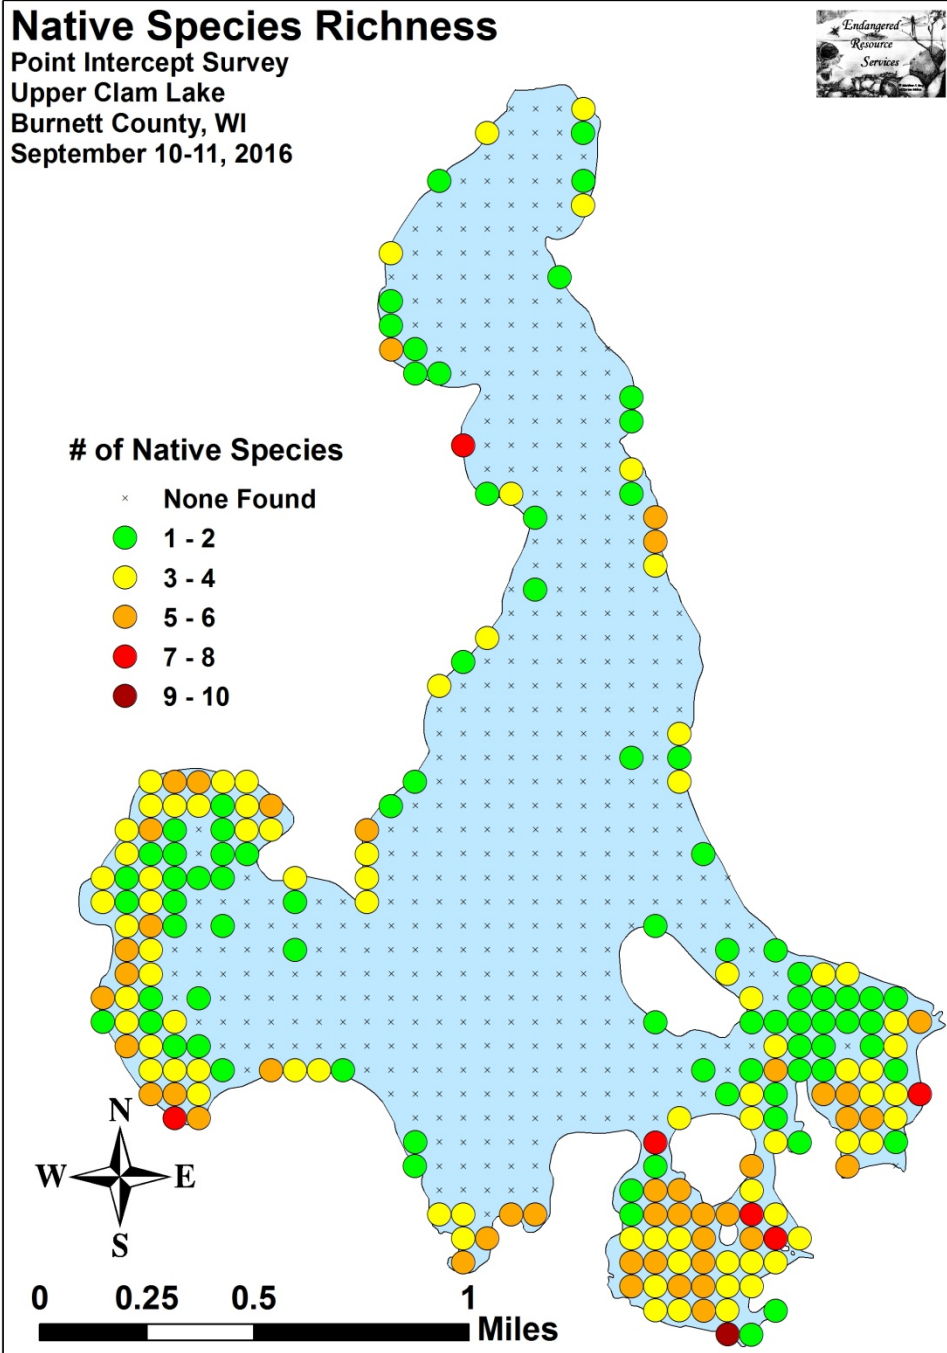 Native Species Richness
Point Intercept Survey
Upper Clam Lake
Burnett County, WI
September 10-11, 2016
Endangered
Resource
Services
# of Native Species
None Found
1 - 2
3 - 4
5 - 6
7 - 8
9 - 10
N
W E
S
0 0.25 0.5 1
Miles